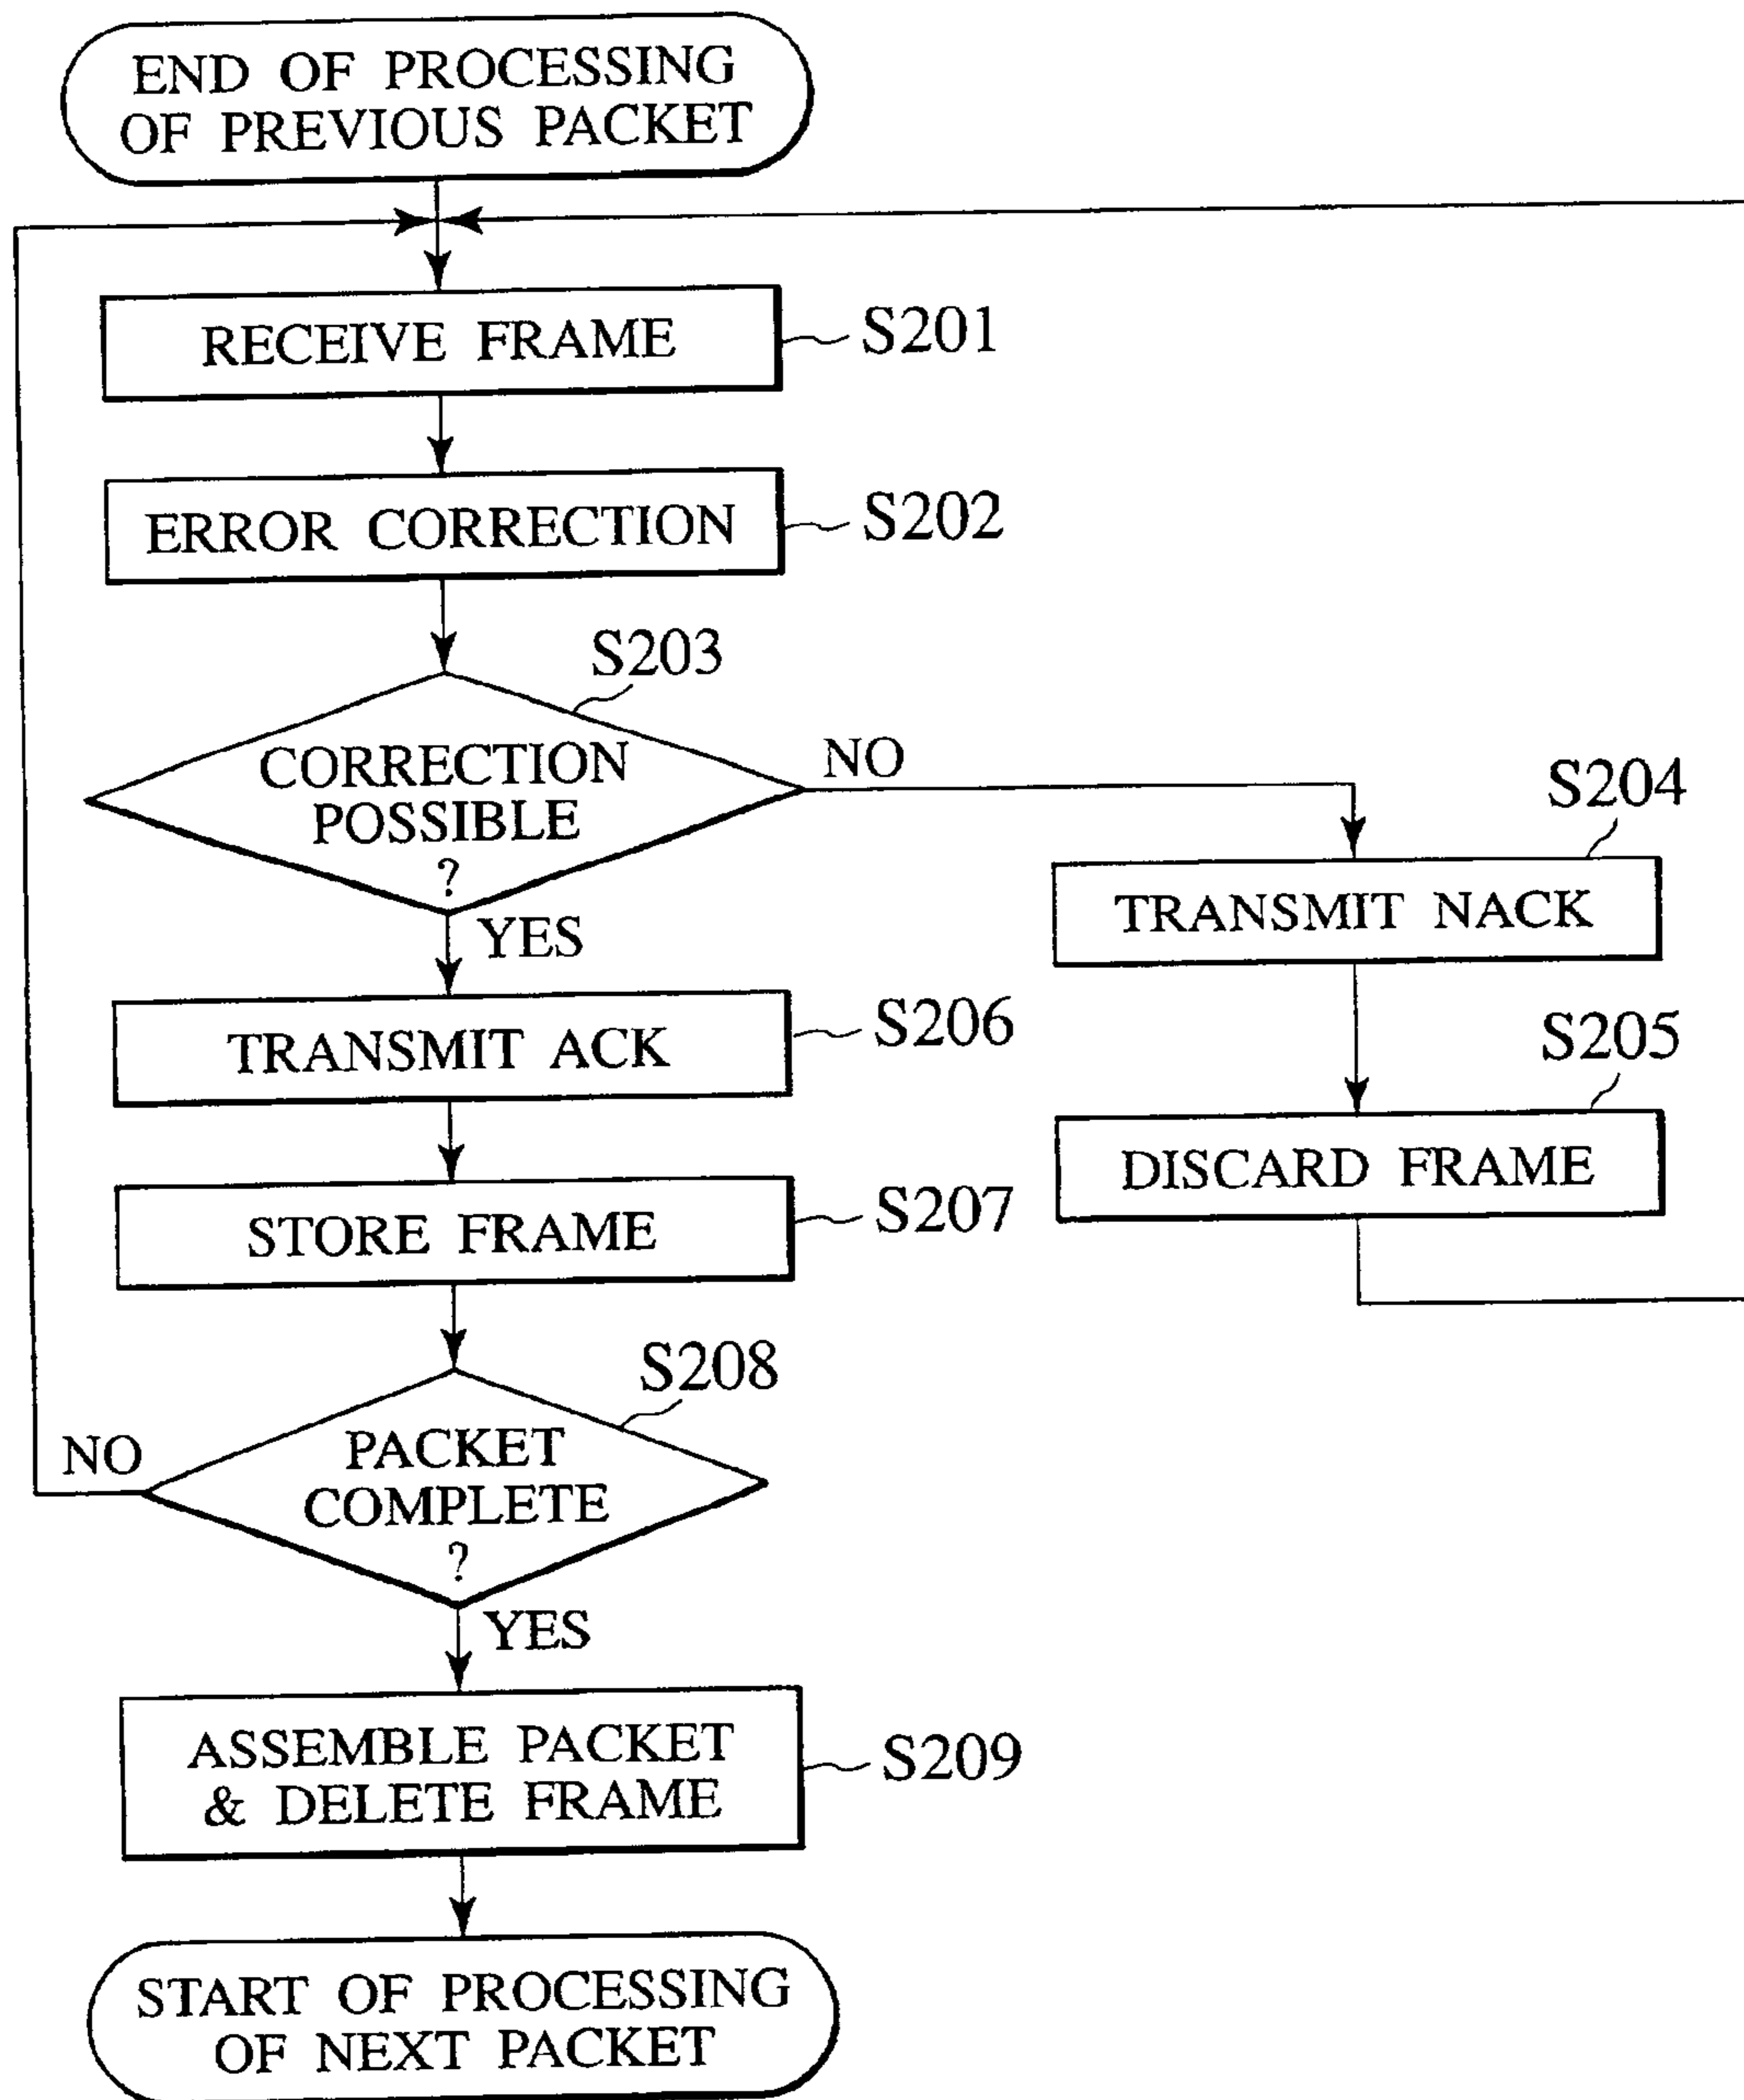 END OF PROCESSING
OF PREVIOUS PACKET
RECEIVE FRAME
S201
ERROR CORRECTION
S202
S203
CORRECTION
POSSIBLE
?
NO
YES
S204
TRANSMIT NACK
S205
DISCARD FRAME
TRANSMIT ACK
S206
STORE FRAME
S207
S208
PACKET
COMPLETE
?
NO
YES
ASSEMBLE PACKET
& DELETE FRAME
S209
START OF PROCESSING
OF NEXT PACKET